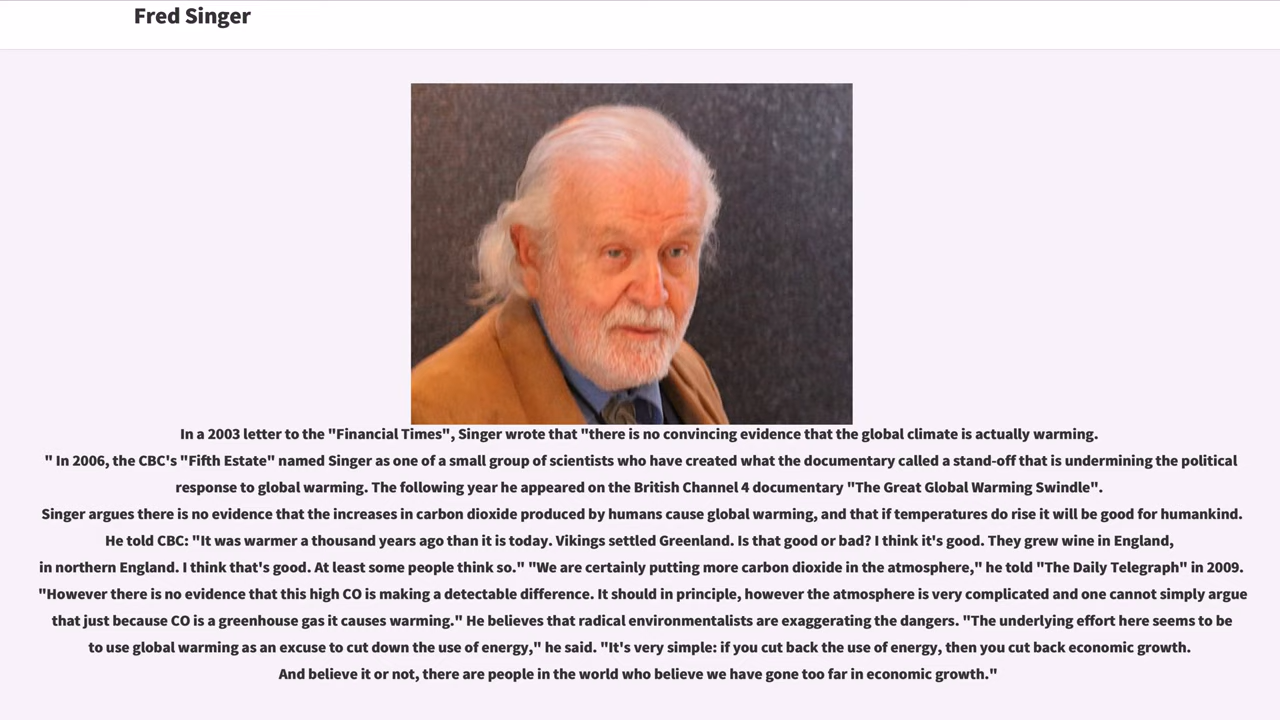 Fred Singer
In a 2003 letter to the "Financial Times", Singer wrote that "there is no convincing evidence that the global climate is actually warming.
" In 2006, the CBC's "Fifth Estate" named Singer as one of a small group of scientists who have created what the documentary called a stand-off that is undermining the political
response to global warming. The following year he appeared on the British Channel 4 documentary "The Great Global Warming Swindle".
Singer argues there is no evidence that the increases in carbon dioxide produced by humans cause global warming, and that if temperatures do rise it will be good for humankind.
He told CBC: "It was warmer a thousand years ago than it is today. Vikings settled Greenland. Is that good or bad? I think it's good. They grew wine in England,
in northern England. I think that's good. At least some people think so." "We are certainly putting more carbon dioxide in the atmosphere," he told "The Daily Telegraph" in 2009.
"However there is no evidence that this high CO is making a detectable difference. It should in principle, however the atmosphere is very complicated and one cannot simply argue
that just because CO is a greenhouse gas it causes warming." He believes that radical environmentalists are exaggerating the dangers. "The underlying effort here seems to be
to use global warming as an excuse to cut down the use of energy," he said. "It's very simple: if you cut back the use of energy, then you cut back economic growth.
And believe it or not, there are people in the world who believe we have gone too far in economic growth."